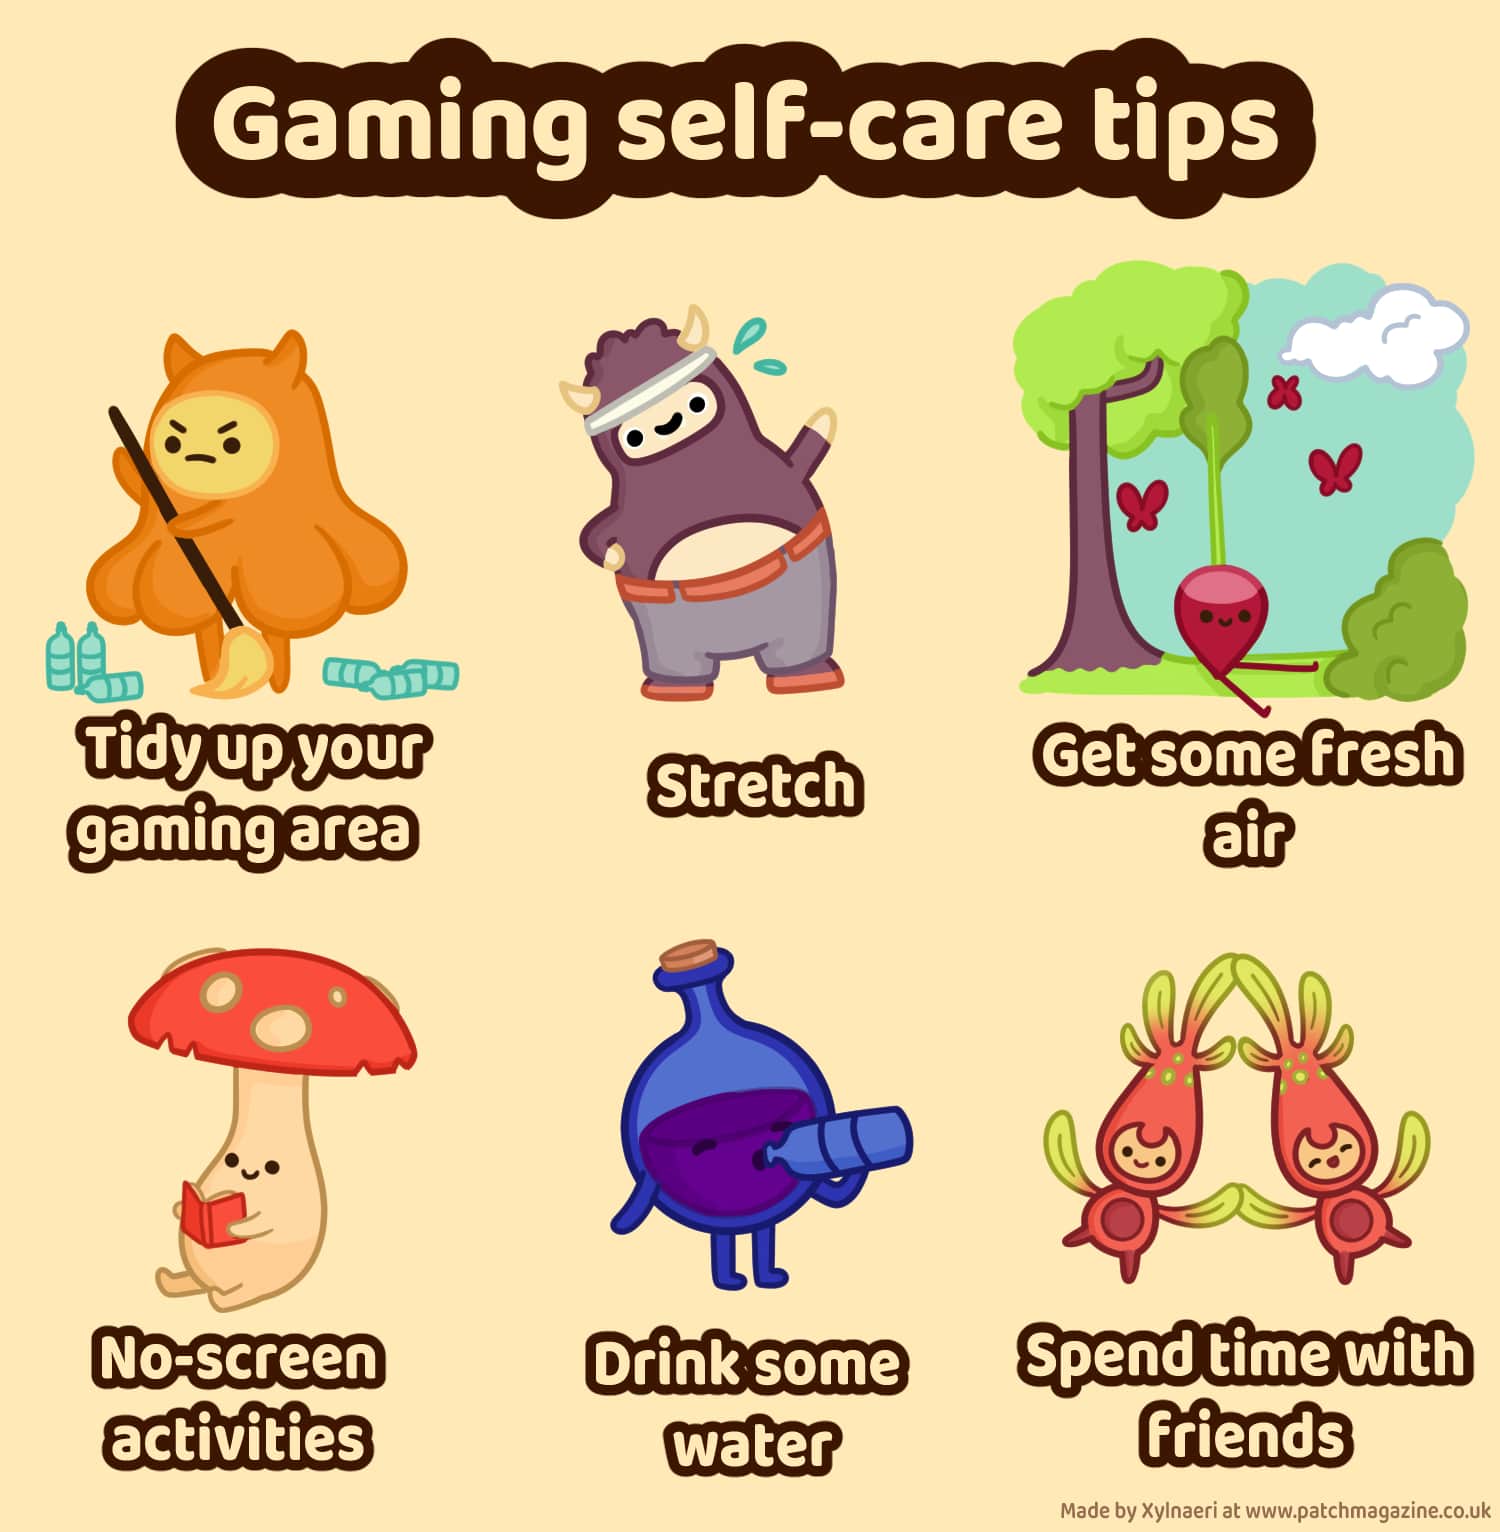 Gaming self-care tips
Tidy up your
gaming area
Stretch
Get some fresh
air
No-screen
activities
Drink some
water
Spend time with
friends
Made by Xylnaeri at www.patchmagazine.co.uk